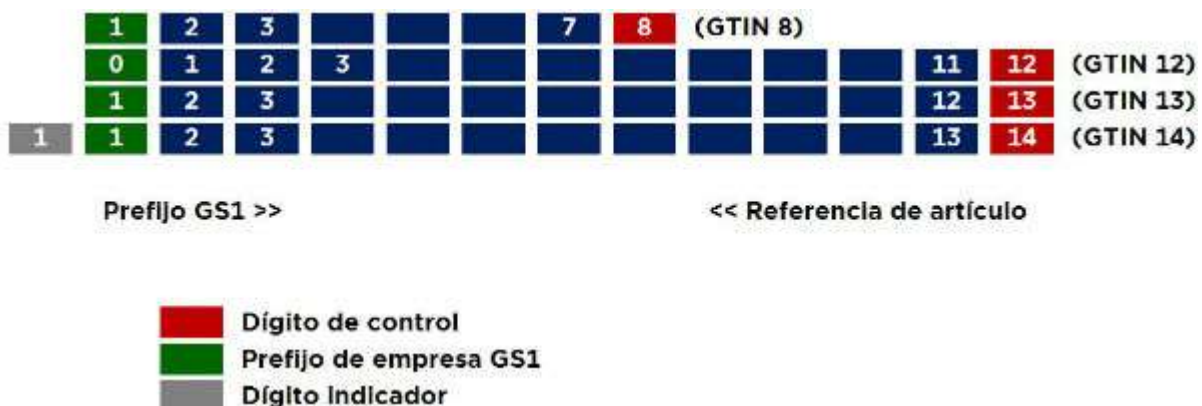 1 2 3 7 8 (GTIN 8)
0 1 2 3 11 12 (GTIN 12)
1 2 3 12 13 (GTIN 13)
1 1 2 3 13 14 (GTIN 14)
Prefijo GS1 >> << Referencia de artículo
Dígito de control
Prefijo de empresa GS1
Dígito indicador